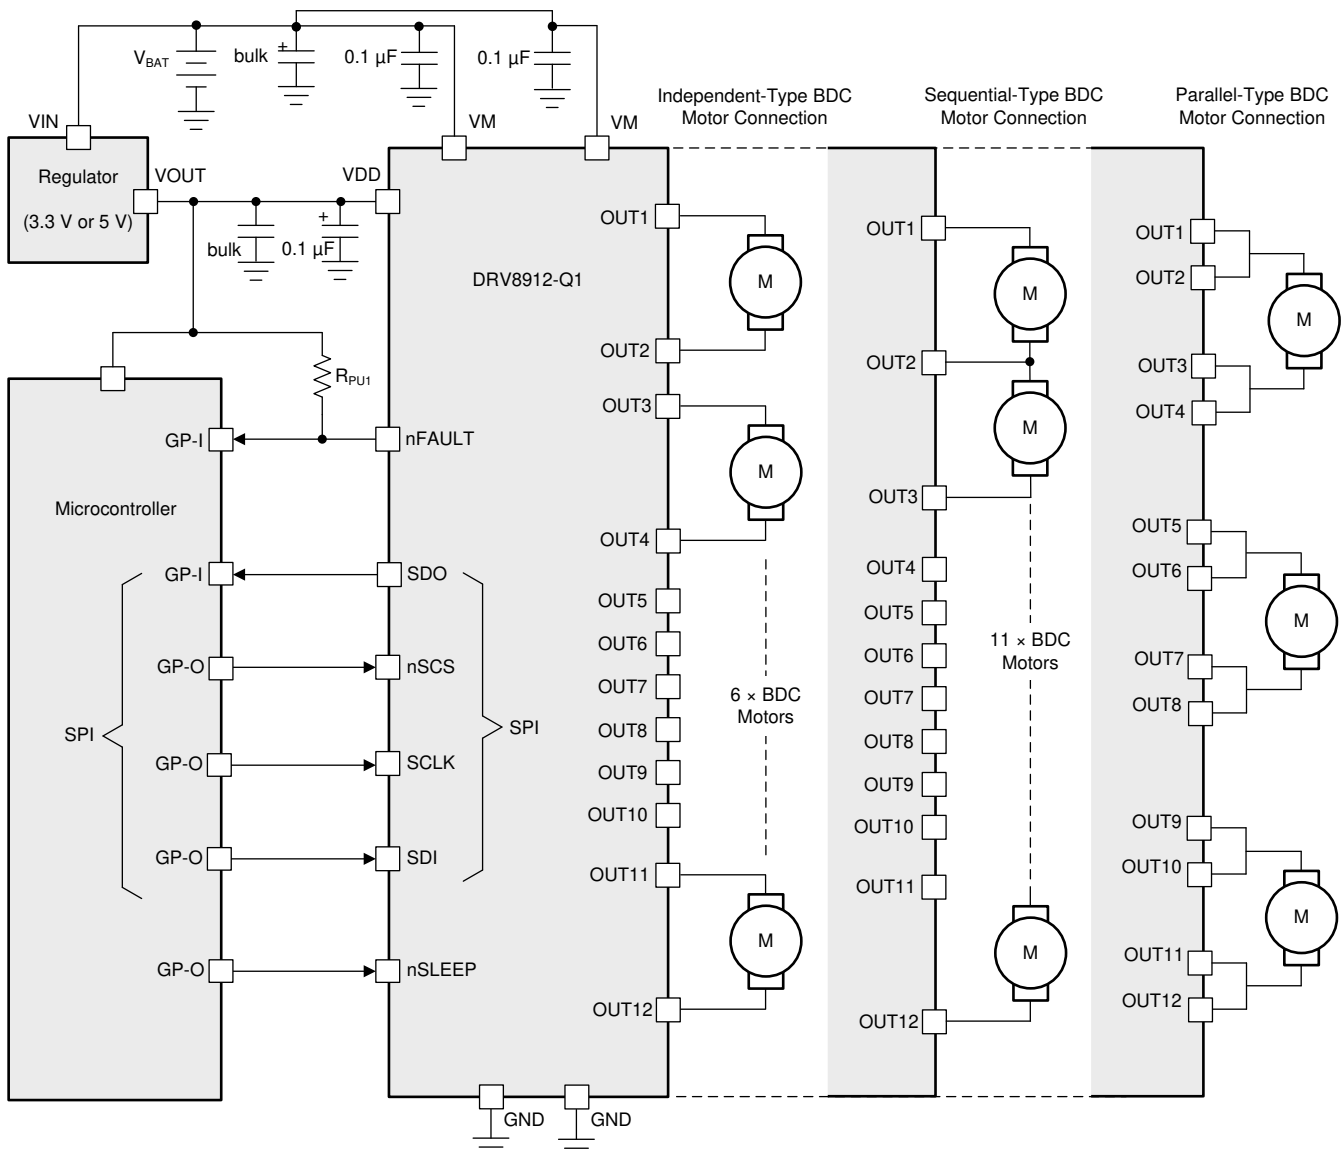 V_BAT
bulk
+
0.1 µF
0.1 µF
VIN
VM
VM
Independent-Type BDC
Motor Connection
Sequential-Type BDC
Motor Connection
Parallel-Type BDC
Motor Connection
Regulator
(3.3 V or 5 V)
VOUT
bulk
+
0.1 µF
VDD
DRV8912-Q1
R_PU1
Microcontroller
GP-I
GP-I
GP-O
GP-O
GP-O
GP-O
SPI
nFAULT
SDO
nSCS
SCLK
SDI
nSLEEP
SPI
GND
GND
OUT1
OUT2
OUT3
OUT4
OUT5
OUT6
OUT7
OUT8
OUT9
OUT10
OUT11
OUT12
M
M
6 × BDC
Motors
M
OUT1
OUT2
OUT3
OUT4
OUT5
OUT6
OUT7
OUT8
OUT9
OUT10
OUT11
OUT12
M
M
11 × BDC
Motors
M
OUT1
OUT2
OUT3
OUT4
OUT5
OUT6
OUT7
OUT8
OUT9
OUT10
OUT11
OUT12
M
M
M